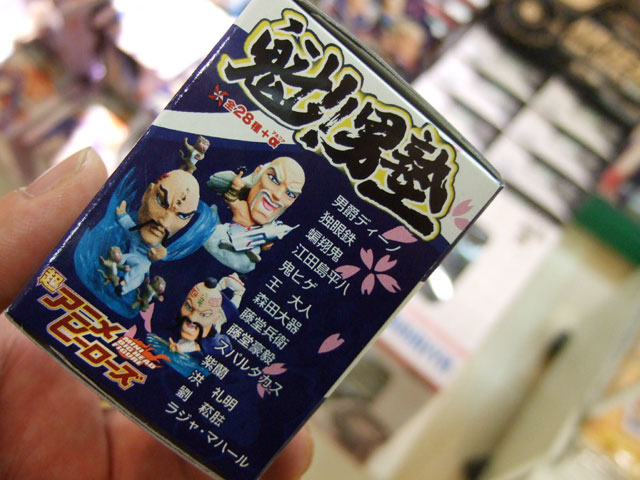 魁!!男塾
全28種+α
男爵ディーノ
独眼鉄
蝙翔鬼
江田島平八
鬼ヒゲ
王 大人
森田大器
藤堂兵衛
藤堂豪毅
スパルタカス
紫蘭
洪 礼明
劉 菘䋝
ラジャ・マハール
超
アニメ
ヒーローズ